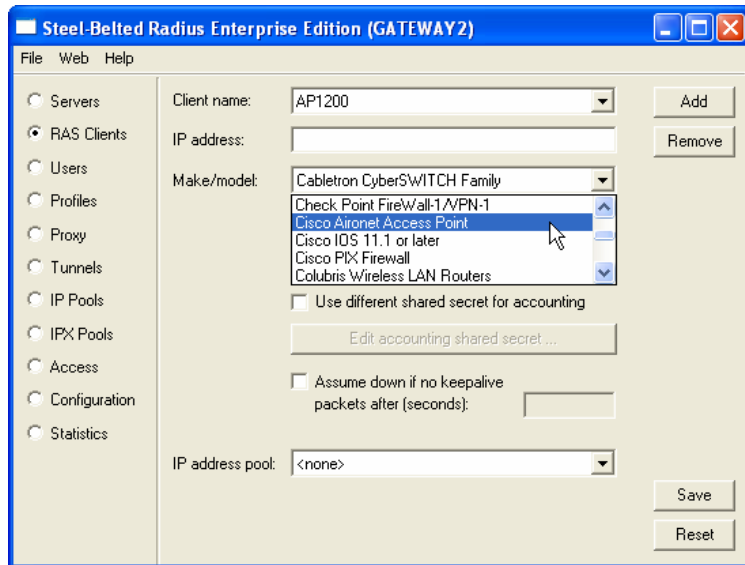 Steel-Belted Radius Enterprise Edition (GATEWAY2)
File Web Help
Servers
RAS Clients
Users
Profiles
Proxy
Tunnels
IP Pools
IPX Pools
Access
Configuration
Statistics
Client name: AP1200
IP address:
Make/model: Cabletron CyberSWITCH Family
Check Point FireWall-1/VPN-1
Cisco Aironet Access Point
Cisco IOS 11.1 or later
Cisco PIX Firewall
Colubris Wireless LAN Routers
Use different shared secret for accounting
Edit accounting shared secret ...
Assume down if no keepalive
packets after (seconds):
IP address pool: <none>
Add
Remove
Save
Reset